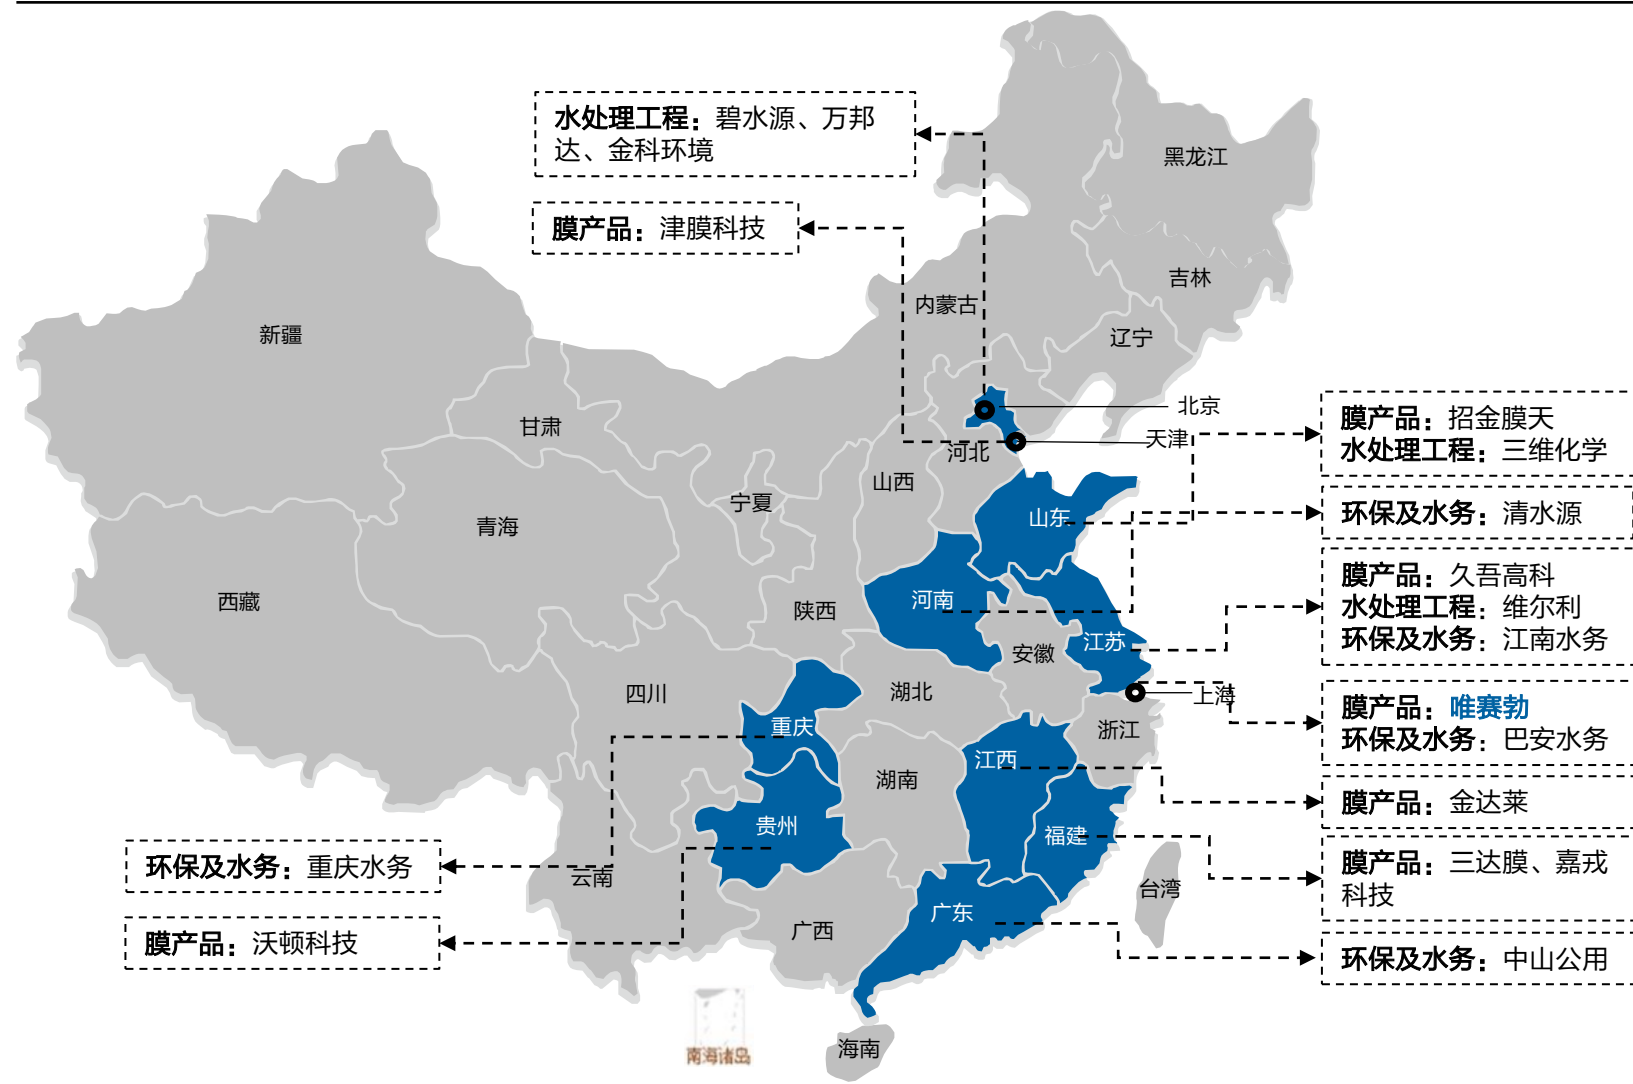 水处理工程：碧水源、万邦
达、金科环境
膜产品：津膜科技
黑龙江
吉林
内蒙古
辽宁
新疆
北京
天津
甘肃
河北
山西
宁夏
山东
青海
河南
西藏
陕西
江苏
安徽
四川
湖北
上海
重庆
浙江
江西
湖南
贵州
福建
云南
台湾
广东
广西
海南
南海诸岛
膜产品：招金膜天
水处理工程：三维化学
环保及水务：清水源
膜产品：久吾高科
水处理工程：维尔利
环保及水务：江南水务
膜产品：唯赛勃
环保及水务：巴安水务
膜产品：金达莱
膜产品：三达膜、嘉戎
科技
环保及水务：中山公用
环保及水务：重庆水务
膜产品：沃顿科技